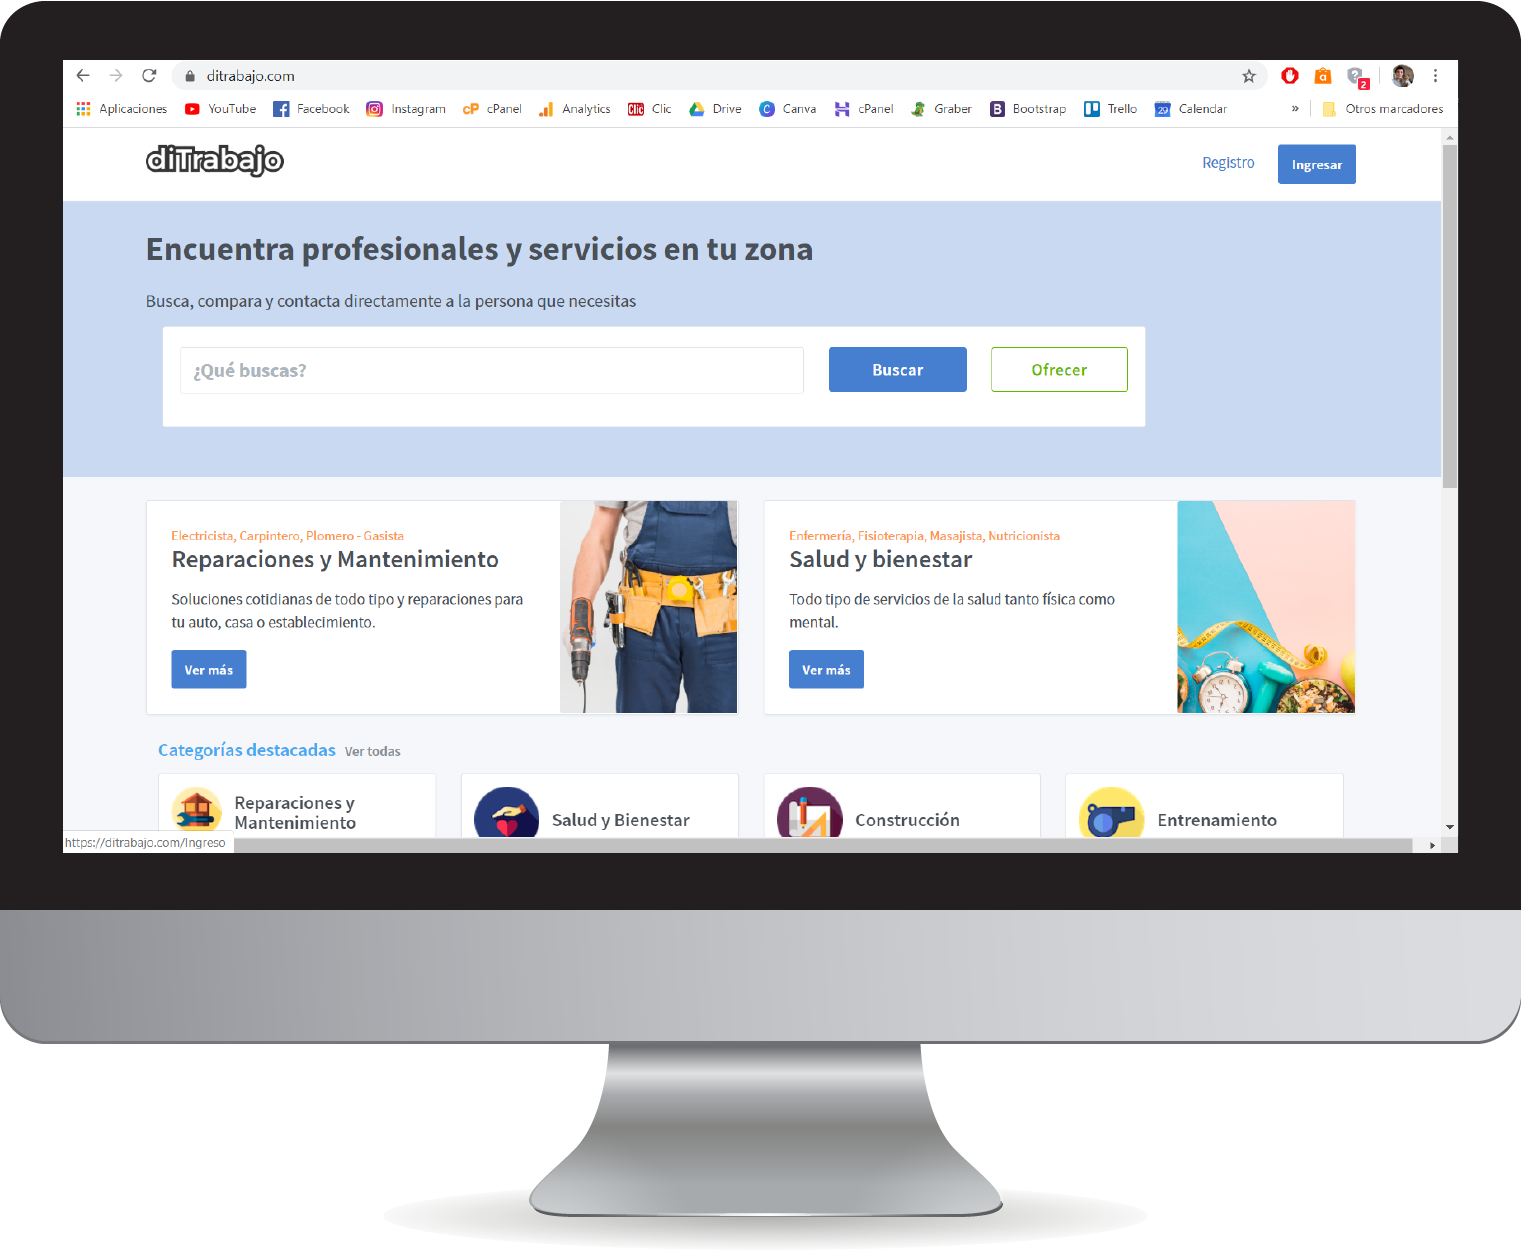 ditrabajo.com
2
Aplicaciones YouTube Facebook Instagram cP cPanel Analytics Clic Clic Drive C Canva cPanel Graber B Bootstrap Trello 29 Calendar » Otros marcadores
diTrabajo
Registro Ingresar
Encuentra profesionales y servicios en tu zona
Busca, compara y contacta directamente a la persona que necesitas
¿Qué buscas? Buscar Ofrecer
Electricista, Carpintero, Plomero - Gasista
Reparaciones y Mantenimiento
Soluciones cotidianas de todo tipo y reparaciones para
tu auto, casa o establecimiento.
Ver más
Enfermería, Fisioterapia, Masajista, Nutricionista
Salud y bienestar
Todo tipo de servicios de la salud tanto física como
mental.
Ver más
Categorías destacadas Ver todas
Reparaciones y
Mantenimiento
Salud y Bienestar
Construcción
Entrenamiento
https://ditrabajo.com/Ingreso